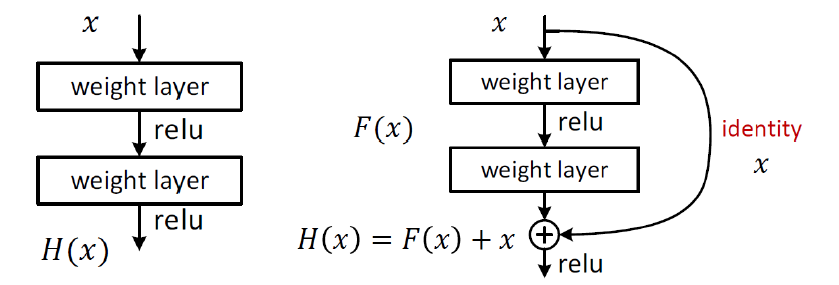 x
weight layer
relu
weight layer
relu
H(x)
x
weight layer
F(x)
relu
identity
x
weight layer
H(x) = F(x) + x
+
relu